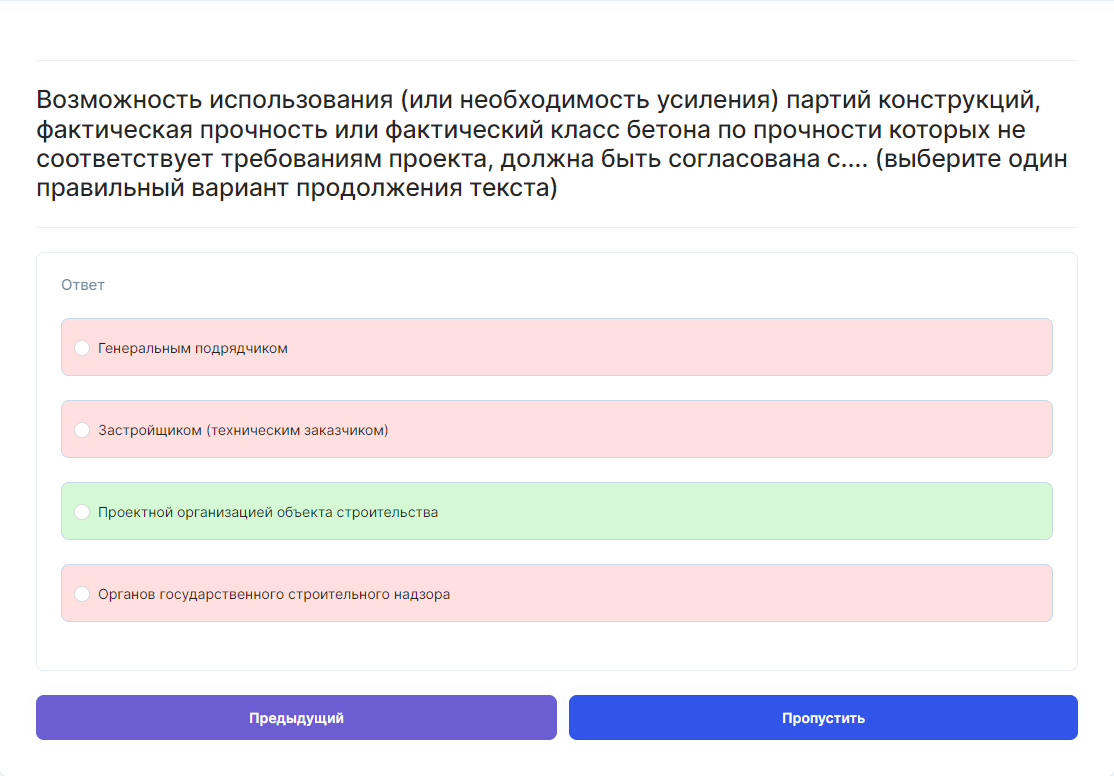 Возможность использования (или необходимость усиления) партий конструкций,
фактическая прочность или фактический класс бетона по прочности которых не
соответствует требованиям проекта, должна быть согласована с.... (выберите один
правильный вариант продолжения текста)
Ответ
Генеральным подрядчиком
Застройщиком (техническим заказчиком)
Проектной организацией объекта строительства
Органов государственного строительного надзора
Предыдущий
Пропустить